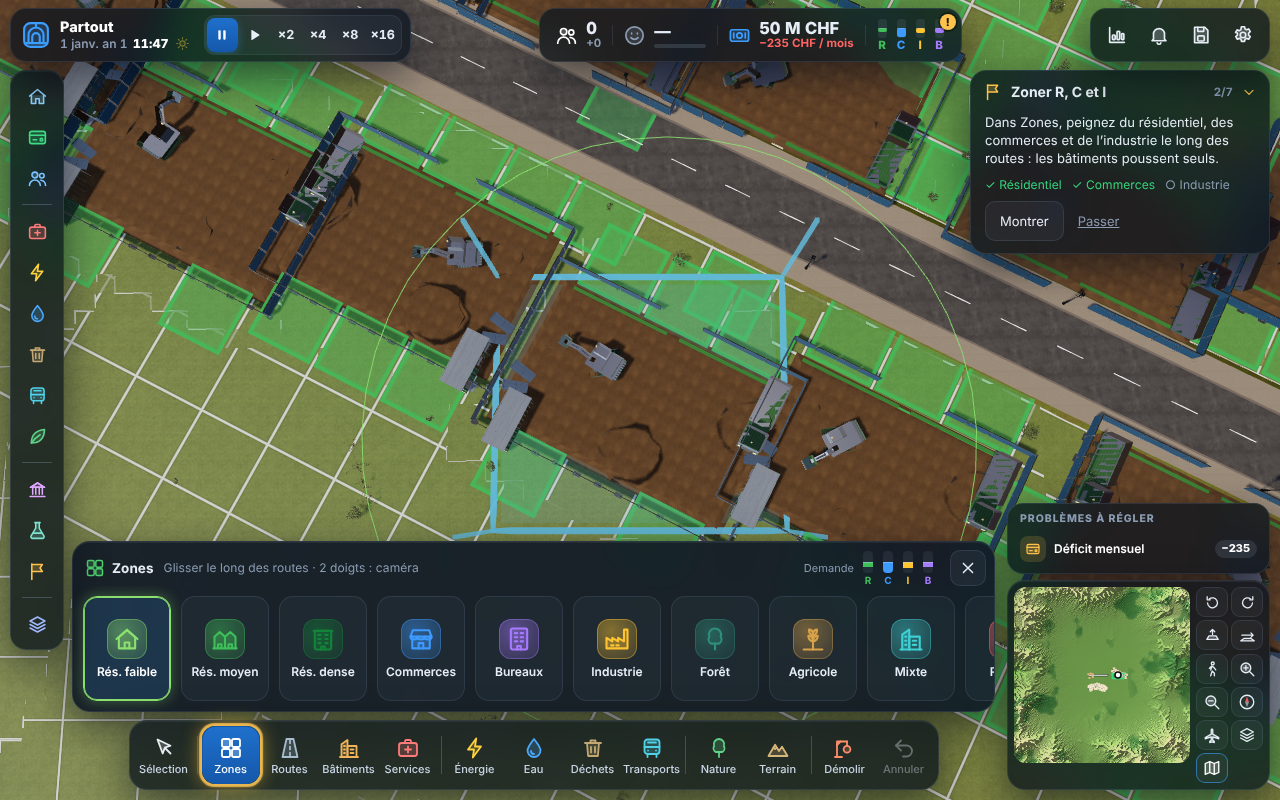 Partout
1 janv. an 1 11:47
×2 ×4 ×8 ×16
0
+0
—
50 M CHF
−235 CHF / mois
R C I B
!
Zoner R, C et I 2/7
Dans Zones, peignez du résidentiel, des
commerces et de l’industrie le long des
routes : les bâtiments poussent seuls.
✓ Résidentiel ✓ Commerces ○ Industrie
Montrer Passer
PROBLÈMES À RÉGLER
Déficit mensuel −235
Zones Glisser le long des routes · 2 doigts : caméra Demande R C I B
Rés. faible Rés. moyen Rés. dense Commerces Bureaux Industrie Forêt Agricole Mixte
Sélection Zones Routes Bâtiments Services Énergie Eau Déchets Transports Nature Terrain Démolir Annuler